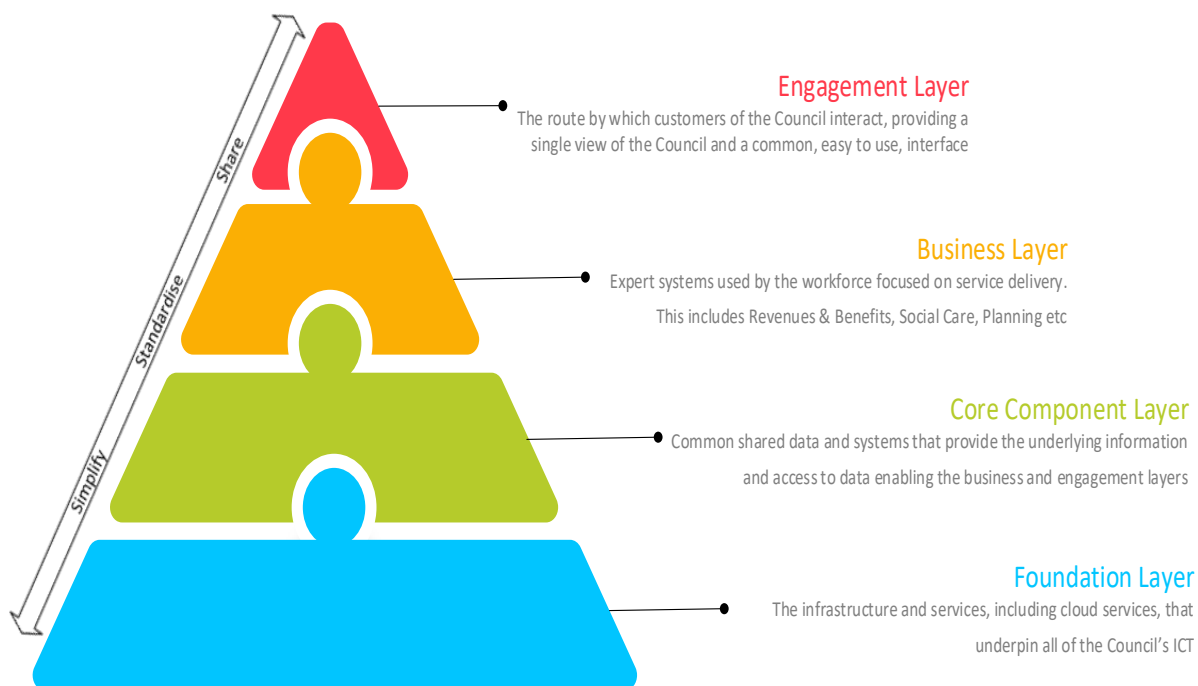 Engagement Layer
The route by which customers of the Council interact, providing a
single view of the Council and a common, easy to use, interface
Share
Business Layer
Expert systems used by the workforce focused on service delivery.
This includes Revenues & Benefits, Social Care, Planning etc
Standardise
Core Component Layer
Common shared data and systems that provide the underlying information
and access to data enabling the business and engagement layers
Simplify
Foundation Layer
The infrastructure and services, including cloud services, that
underpin all of the Council's ICT